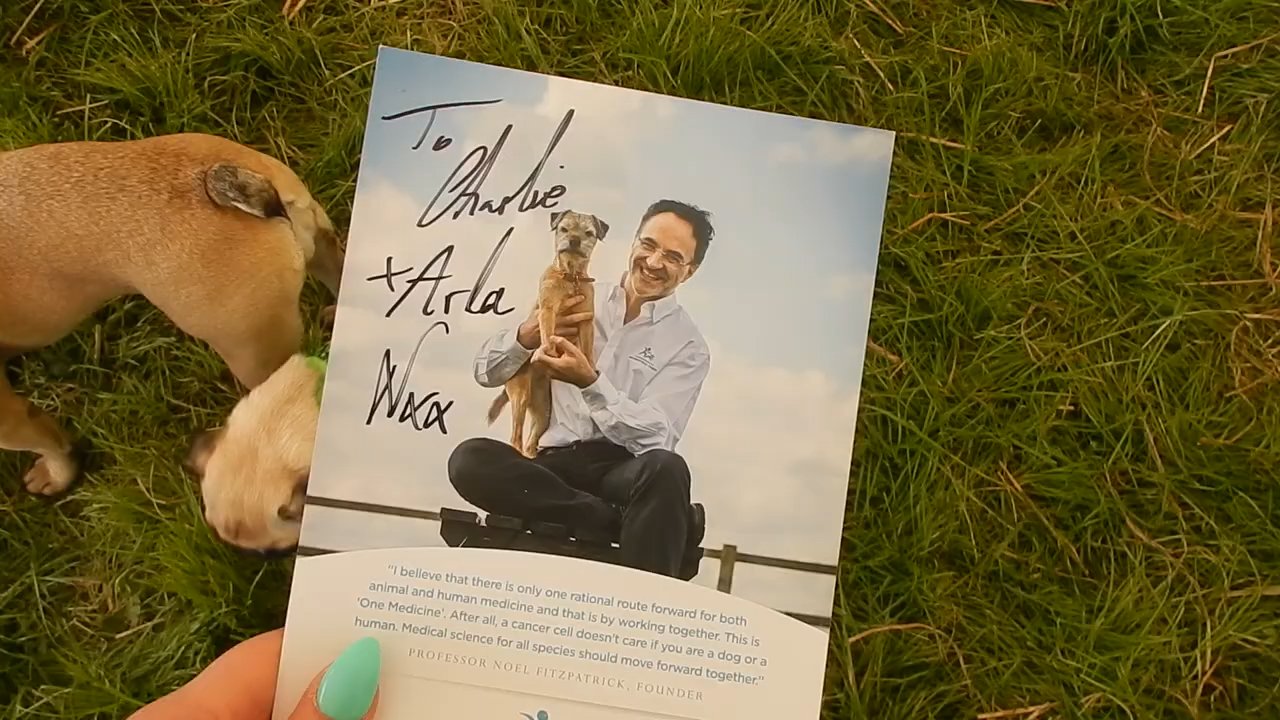 To
Charlie
+ Arla
"I believe that there is only one rational route forward for both
animal and human medicine and that is by working together. This is
'One Medicine'. After all, a cancer cell doesn't care if you are a dog or a
human. Medical science for all species should move forward together."
PROFESSOR NOEL FITZPATRICK, FOUNDER